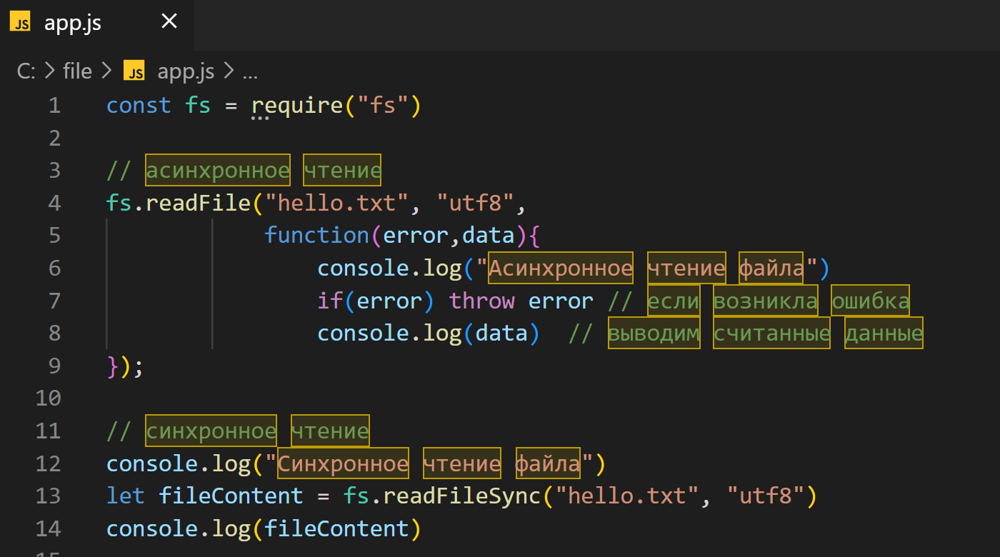 JS app.js ×
C: > file > JS app.js > ...
1 const fs = require("fs")
2
3 // асинхронное чтение
4 fs.readFile("hello.txt", "utf8",
5 function(error,data){
6 console.log("Асинхронное чтение файла")
7 if(error) throw error // если возникла ошибка
8 console.log(data)  // выводим считанные данные
9 });
10
11 // синхронное чтение
12 console.log("Синхронное чтение файла")
13 let fileContent = fs.readFileSync("hello.txt", "utf8")
14 console.log(fileContent)
15